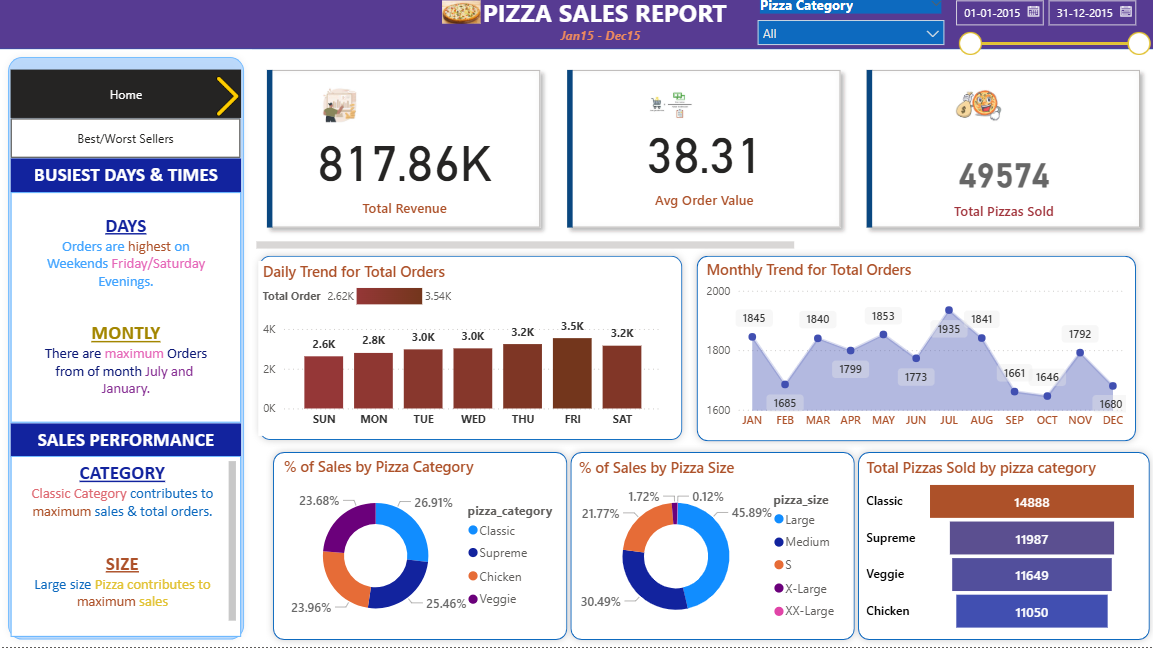 PIZZA SALES REPORT
Jan15 - Dec15
Pizza Category
All
01-01-2015
31-12-2015
Home
Best/Worst Sellers
BUSIEST DAYS & TIMES
DAYS
Orders are highest on
Weekends Friday/Saturday
Evenings.
MONTLY
There are maximum Orders
from of month July and
January.
SALES PERFORMANCE
CATEGORY
Classic Category contributes to
maximum sales & total orders.
SIZE
Large size Pizza contributes to
maximum sales
817.86K
Total Revenue
38.31
Avg Order Value
49574
Total Pizzas Sold
Daily Trend for Total Orders
Total Order 2.62K 3.54K
4K
2K
0K
2.6K 2.8K 3.0K 3.0K 3.2K 3.5K 3.2K
SUN MON TUE WED THU FRI SAT
Monthly Trend for Total Orders
2000
1800
1600
1845 1685 1840 1799 1853 1773 1935 1841 1661 1646 1792 1680
JAN FEB MAR APR MAY JUN JUL AUG SEP OCT NOV DEC
% of Sales by Pizza Category
23.68% 26.91%
23.96% 25.46%
pizza_category
Classic
Supreme
Chicken
Veggie
% of Sales by Pizza Size
1.72% 0.12%
21.77% 45.89%
30.49%
pizza_size
Large
Medium
S
X-Large
XX-Large
Total Pizzas Sold by pizza category
Classic 14888
Supreme 11987
Veggie 11649
Chicken 11050